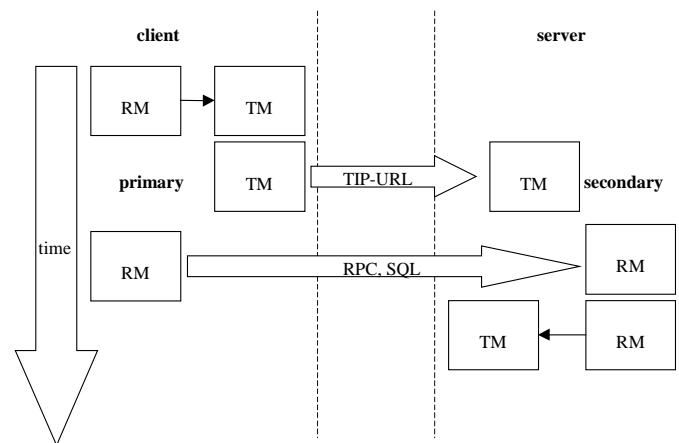 client
server
RM
TM
primary
TM
TIP-URL
TM
secondary
time
RM
RPC, SQL
RM
TM
RM